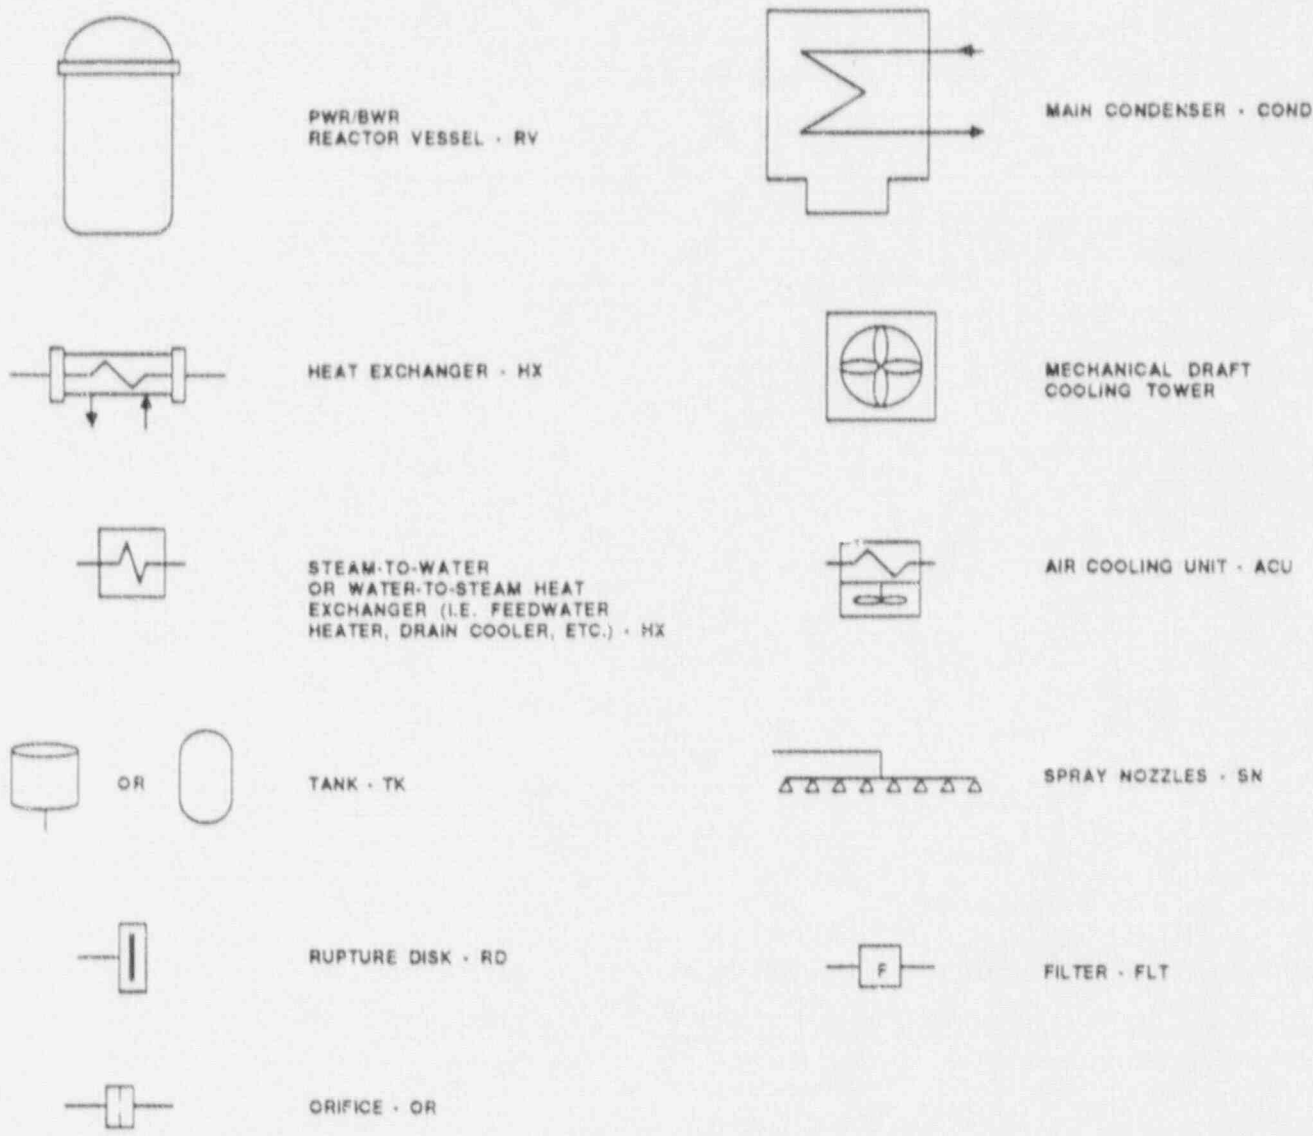 PWR/BWR
REACTOR VESSEL - RV
MAIN CONDENSER - COND
HEAT EXCHANGER - HX
MECHANICAL DRAFT
COOLING TOWER
STEAM-TO-WATER
OR WATER-TO-STEAM HEAT
EXCHANGER (I.E. FEEDWATER
HEATER, DRAIN COOLER, ETC.) - HX
AIR COOLING UNIT - ACU
OR
TANK - TK
SPRAY NOZZLES - SN
RUPTURE DISK - RD
F
FILTER - FLT
ORIFICE - OR